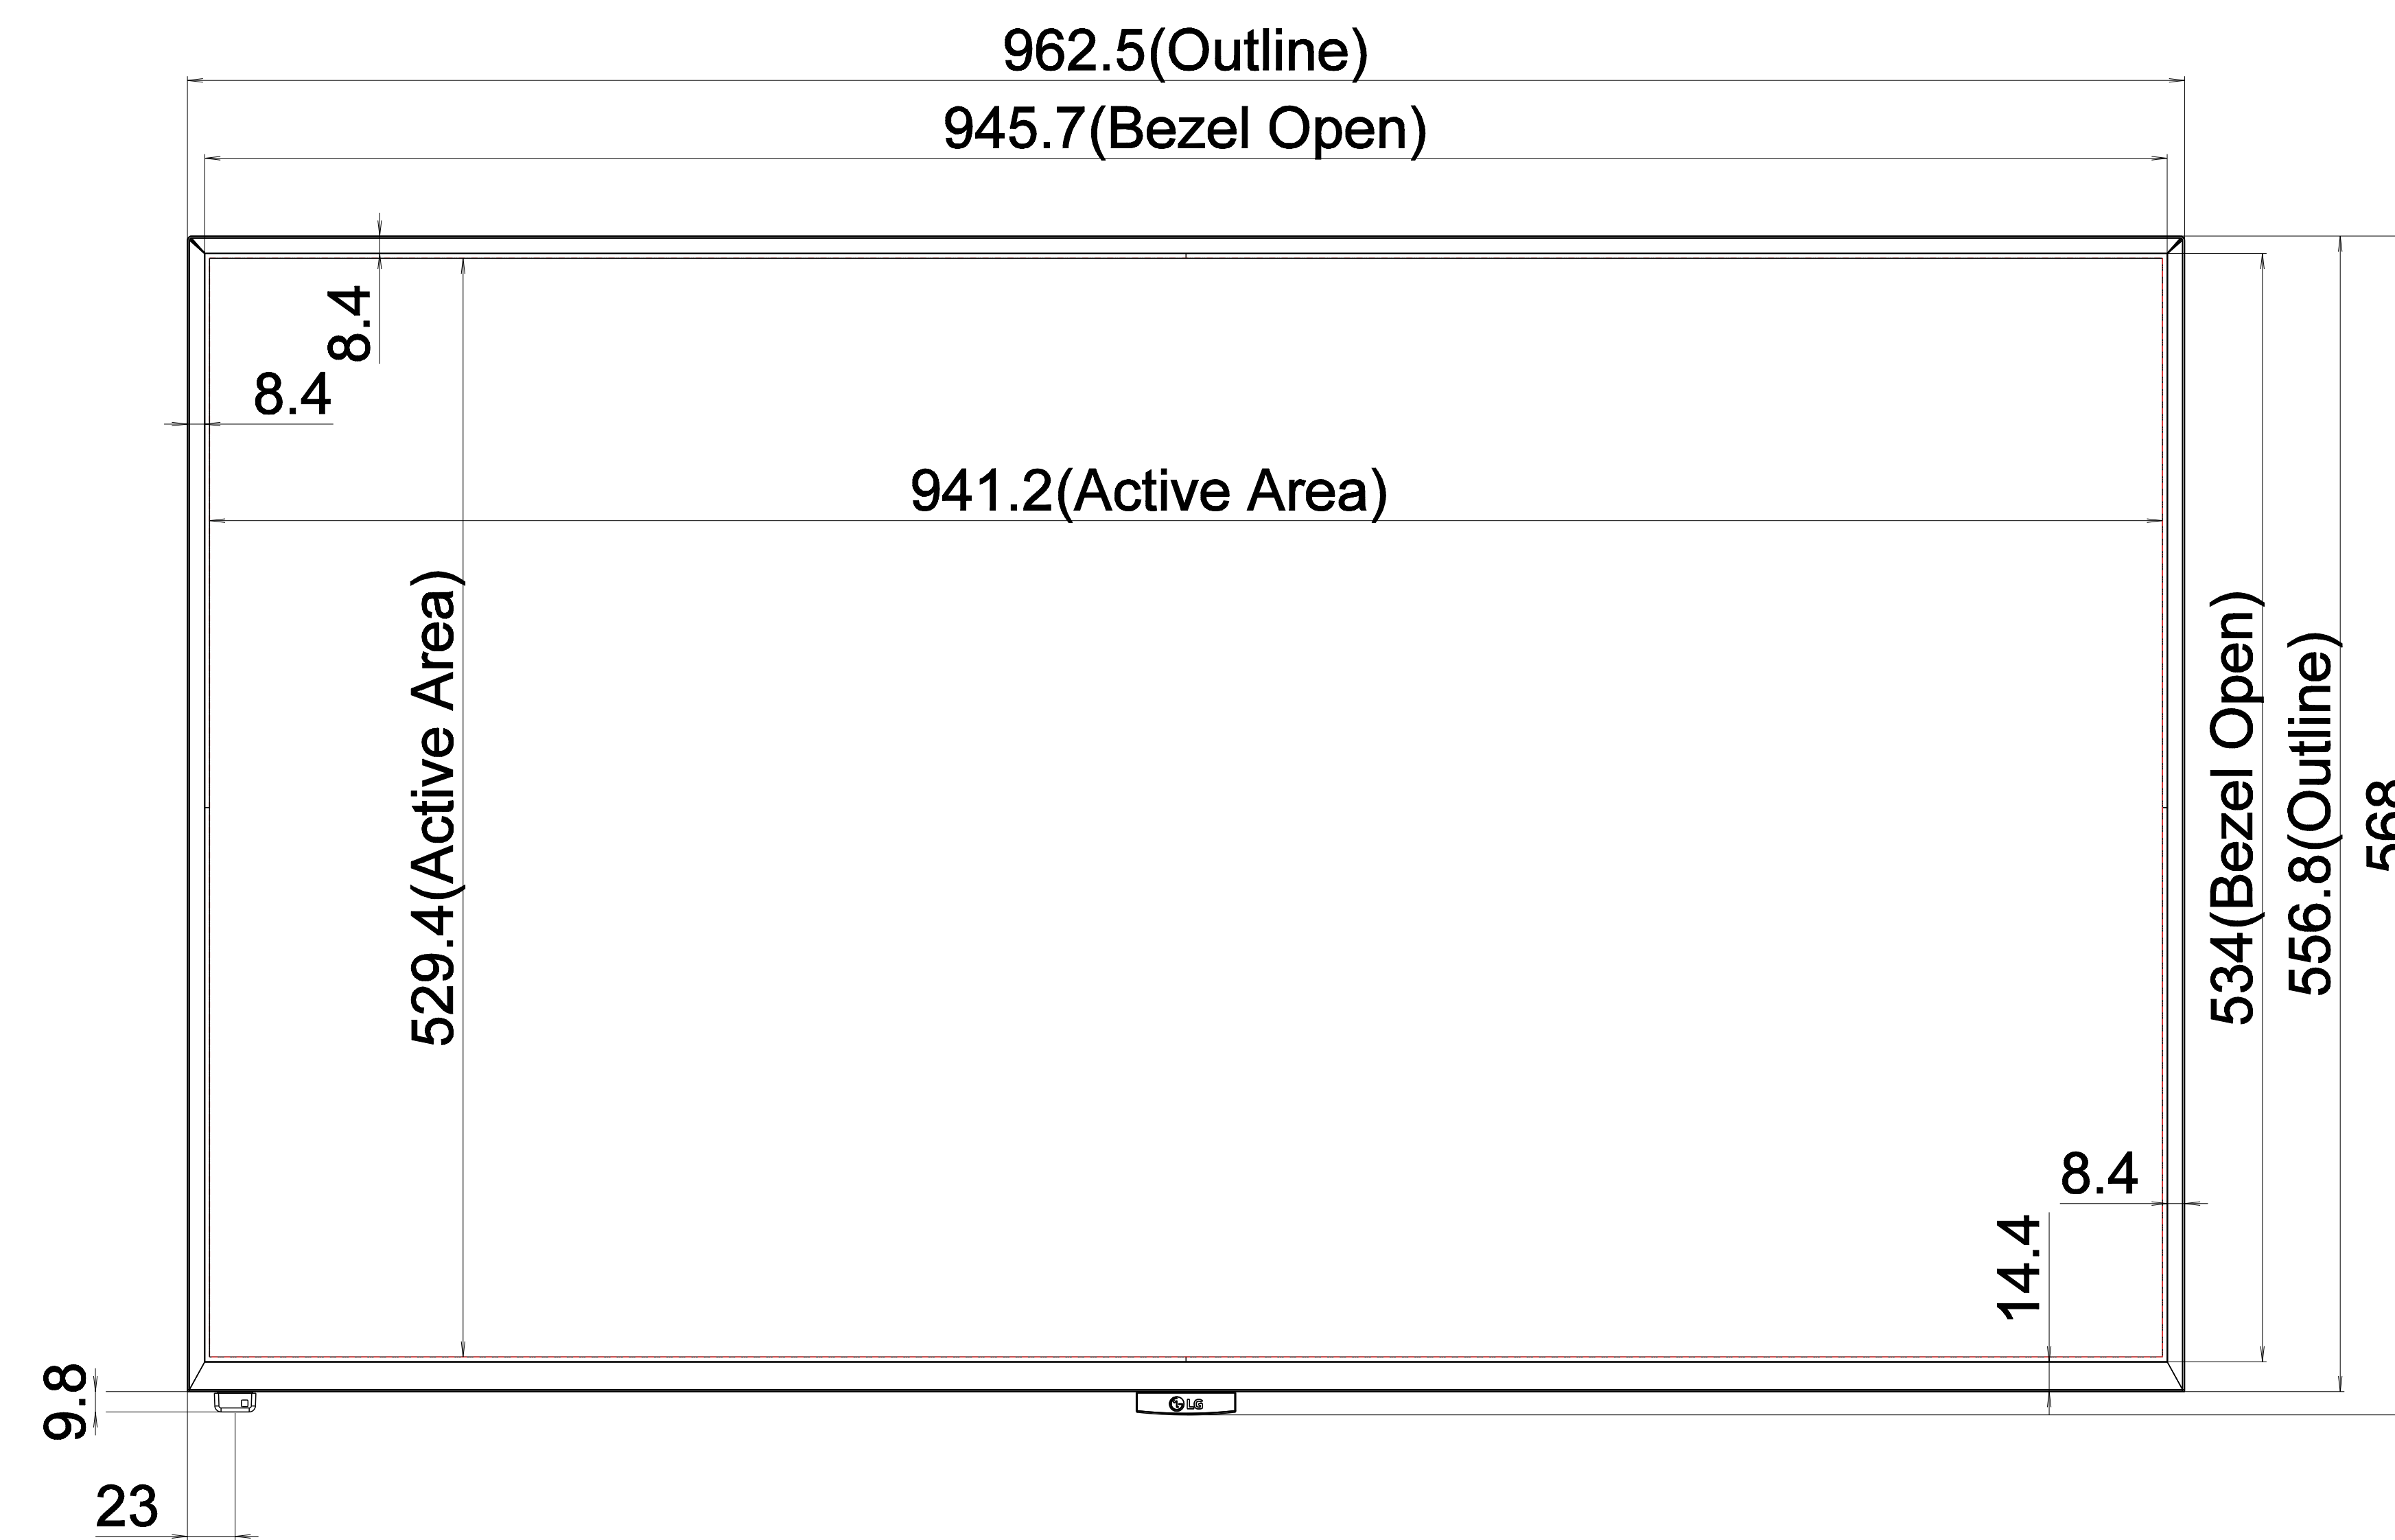 962.5(Outline)
945.7(Bezel Open)
8.4
8.4
941.2(Active Area)
529.4(Active Area)
534(Bezel Open)
556.8(Outline)
568
8.4
14.4
9.8
LG
23